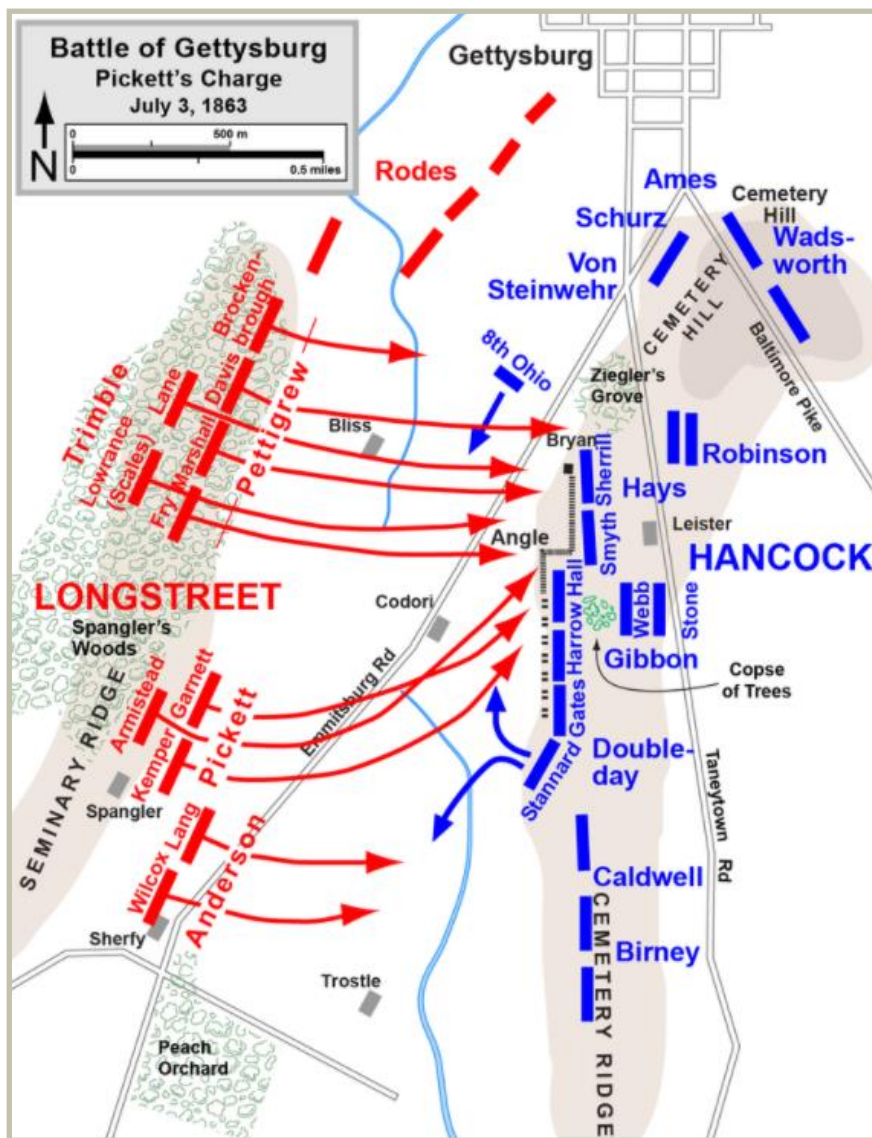 Battle of Gettysburg
Pickett's Charge
July 3, 1863
0
500 m
0
0.5 miles
N
Gettysburg
Rodes
Ames
Cemetery
Hill
Schurz
Wads-
worth
Von
Steinwehr
CEMETERY
HILL
Baltimore Pike
Brocken-
brough
8th Ohio
Ziegler's
Grove
Davis
Lane
Trimble
Pettigrew
Bliss
Bryan
Sherrill
Robinson
Lowrance
(Scales)
Marshall
Fry
Hays
Smyth
Angle
Leister
HANCOCK
LONGSTREET
Spangler's
Woods
Codori
Hall
Webb
Stone
Harrow
Gibbon
Copse
of Trees
Emmitsburg Rd
Garnett
Armistead
Pickett
Kemper
Gates
Double-
day
Stannard
SEMINARY RIDGE
Spangler
Taneytown
Rd
Lang
Wilcox
Anderson
Caldwell
Sherfy
Birney
CEMETERY RIDGE
Trostle
Peach
Orchard